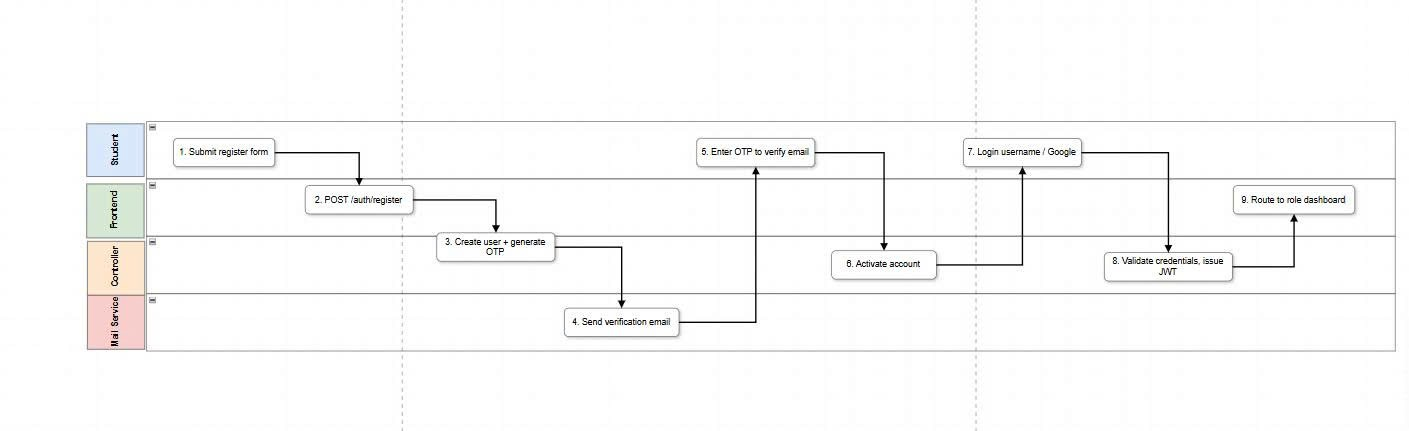 Student
1. Submit register form
5. Enter OTP to verify email
7. Login username / Google
Frontend
2. POST /auth/register
9. Route to role dashboard
Controller
3. Create user + generate
OTP
6. Activate account
8. Validate credentials, issue
JWT
Mail Service
4. Send verification email